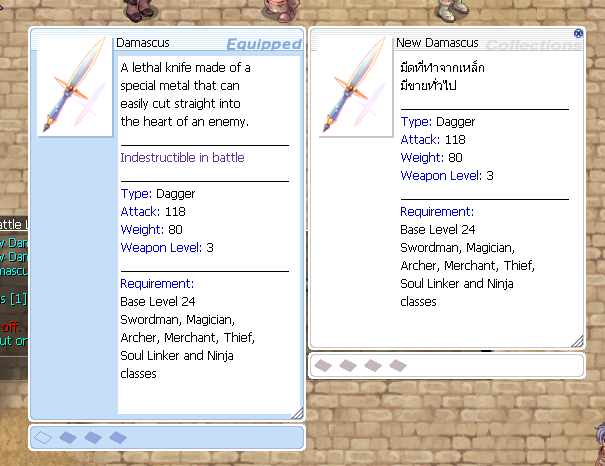 Damascus
Equipped
A lethal knife made of a
special metal that can
easily cut straight into
the heart of an enemy.
Indestructible in battle
Type: Dagger
Attack: 118
Weight: 80
Weapon Level: 3
Requirement:
Base Level 24
Swordman, Magician,
Archer, Merchant, Thief,
Soul Linker and Ninja
classes
New Damascus
Collections
มีดที่ทำจากเหล็ก
มีขายทั่วไป
Type: Dagger
Attack: 118
Weight: 80
Weapon Level: 3
Requirement:
Base Level 24
Swordman, Magician,
Archer, Merchant, Thief,
Soul Linker and Ninja
classes